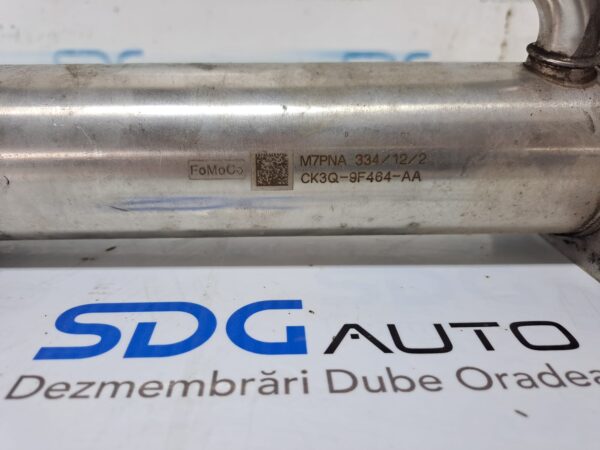 FoMoCo
M7PNA 334/12/2
CK3Q-9F464-AA
SDG AUTO
Dezmembrări Dube Oradea